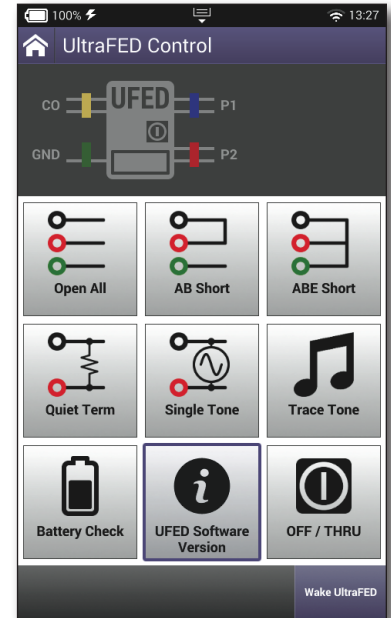 100% 13:27
UltraFED Control
CO UFED P1
GND P2
Open All AB Short ABE Short
Quiet Term Single Tone Trace Tone
Battery Check UFED Software OFF / THRU
Version
Wake UltraFED